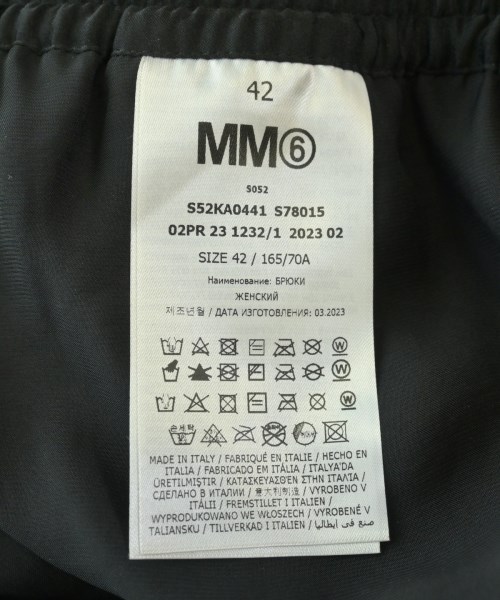 42
MM⑥
S052
S52KA0441 S78015
02PR 23 1232/1 2023 02
SIZE 42 / 165/70A
Наименование: БРЮКИ
ЖЕНСКИЙ
제조년월 / ДАТА ИЗГОТОВЛЕНИЯ: 03.2023
MADE IN ITALY / FABRIQUÉ EN ITALIE / HECHO EN
ITALIA / FABRICADO EM ITÁLIA / ITALYA'DA
ÜRETILMIŞTIR / ΚΑΤΑΣΚΕΥΑΣΘΕΝ ΣΤΗΝ ΙΤΑΛΙΑ/
СДЕЛАНО В ИТАЛИИ / 意大利制造 / VYROBENO V
ITÁLII / FREMSTILLET I ITALIEN /
WYPRODUKOWANO WE WŁOSZECH / VYROBENÉ V
TALIANSKU / TILLVERKAD I ITALIEN / صنع في إيطاليا